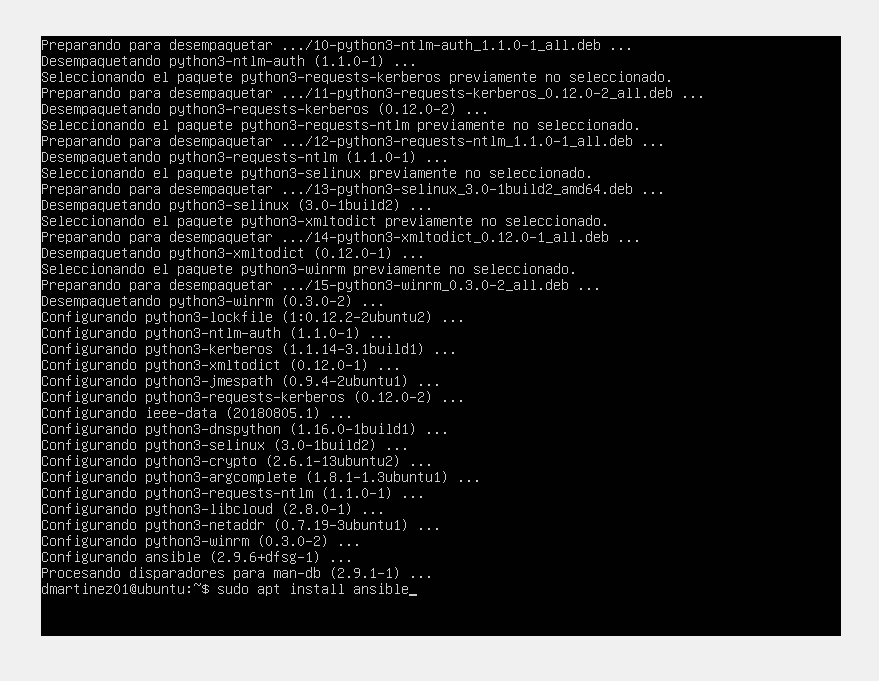 Preparando para desempaquetar .../10-python3-ntlm-auth_1.1.0-1_all.deb ...
Desempaquetando python3-ntlm-auth (1.1.0-1) ...
Seleccionando el paquete python3-requests-kerberos previamente no seleccionado.
Preparando para desempaquetar .../11-python3-requests-kerberos_0.12.0-2_all.deb ...
Desempaquetando python3-requests-kerberos (0.12.0-2) ...
Seleccionando el paquete python3-requests-ntlm previamente no seleccionado.
Preparando para desempaquetar .../12-python3-requests-ntlm_1.1.0-1_all.deb ...
Desempaquetando python3-requests-ntlm (1.1.0-1) ...
Seleccionando el paquete python3-selinux previamente no seleccionado.
Preparando para desempaquetar .../13-python3-selinux_3.0-1build2_amd64.deb ...
Desempaquetando python3-selinux (3.0-1build2) ...
Seleccionando el paquete python3-xmltodict previamente no seleccionado.
Preparando para desempaquetar .../14-python3-xmltodict_0.12.0-1_all.deb ...
Desempaquetando python3-xmltodict (0.12.0-1) ...
Seleccionando el paquete python3-winrm previamente no seleccionado.
Preparando para desempaquetar .../15-python3-winrm_0.3.0-2_all.deb ...
Desempaquetando python3-winrm (0.3.0-2) ...
Configurando python3-lockfile (1:0.12.2-2ubuntu2) ...
Configurando python3-ntlm-auth (1.1.0-1) ...
Configurando python3-kerberos (1.1.14-3.1build1) ...
Configurando python3-xmltodict (0.12.0-1) ...
Configurando python3-jmespath (0.9.4-2ubuntu1) ...
Configurando python3-requests-kerberos (0.12.0-2) ...
Configurando ieee-data (20180805.1) ...
Configurando python3-dnspython (1.16.0-1build1) ...
Configurando python3-selinux (3.0-1build2) ...
Configurando python3-crypto (2.6.1-13ubuntu2) ...
Configurando python3-argcomplete (1.8.1-1.3ubuntu1) ...
Configurando python3-requests-ntlm (1.1.0-1) ...
Configurando python3-libcloud (2.8.0-1) ...
Configurando python3-netaddr (0.7.19-3ubuntu1) ...
Configurando python3-winrm (0.3.0-2) ...
Configurando ansible (2.9.6+dfsg-1) ...
Procesando disparadores para man-db (2.9.1-1) ...
dmartinez01@ubuntu:~$ sudo apt install ansible_